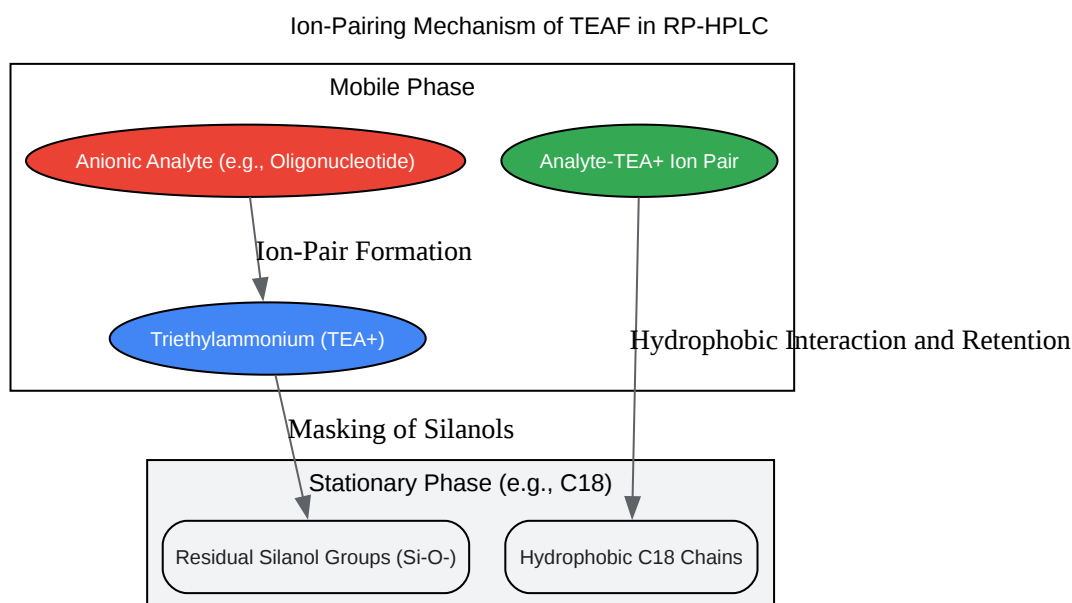 Ion-Pairing Mechanism of TEAF in RP-HPLC
Mobile Phase
Anionic Analyte (e.g., Oligonucleotide)
Analyte-TEA+ Ion Pair
Ion-Pair Formation
Triethylammonium (TEA+)
Hydrophobic Interaction and Retention
Masking of Silanols
Stationary Phase (e.g., C18)
Residual Silanol Groups (Si-O-)
Hydrophobic C18 Chains